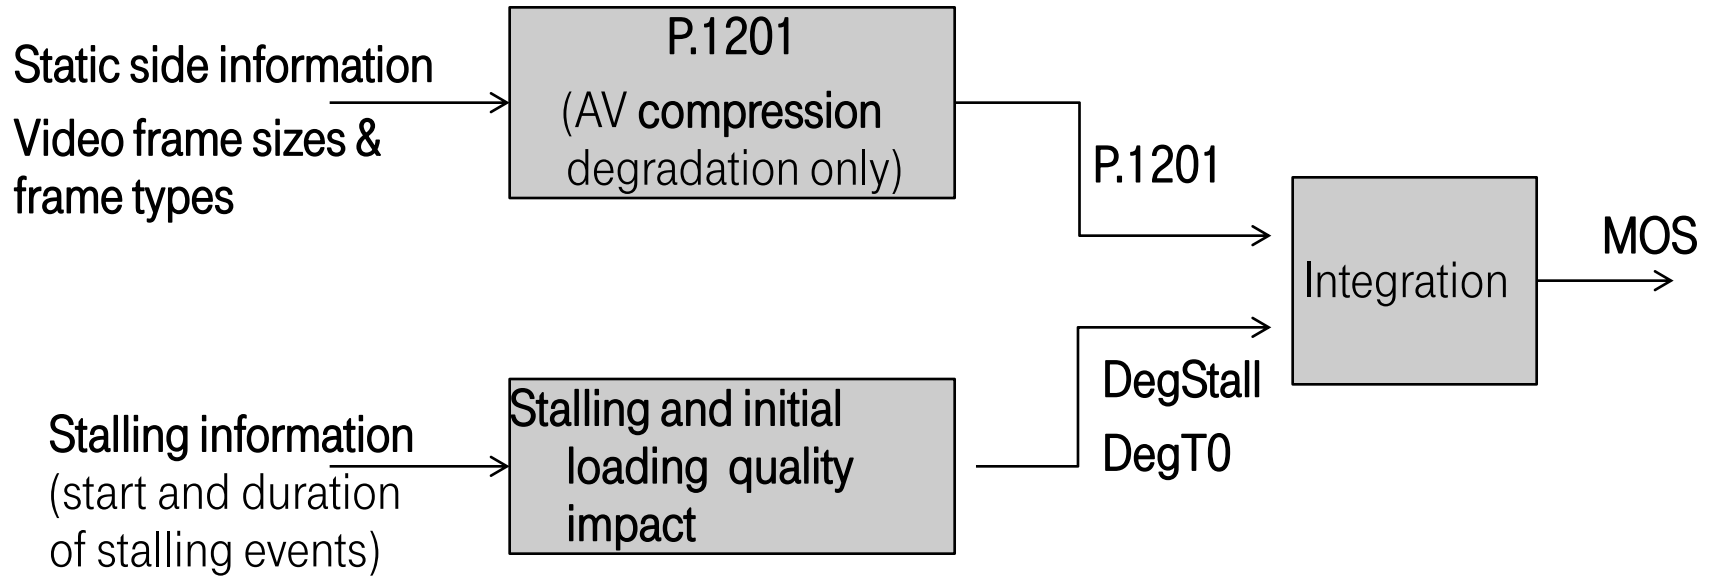 Static side information
Video frame sizes &
frame types
P.1201
(AV compression
degradation only)
P.1201
Integration
MOS
Stalling information
(start and duration
of stalling events)
Stalling and initial
loading quality
impact
DegStall
DegT0